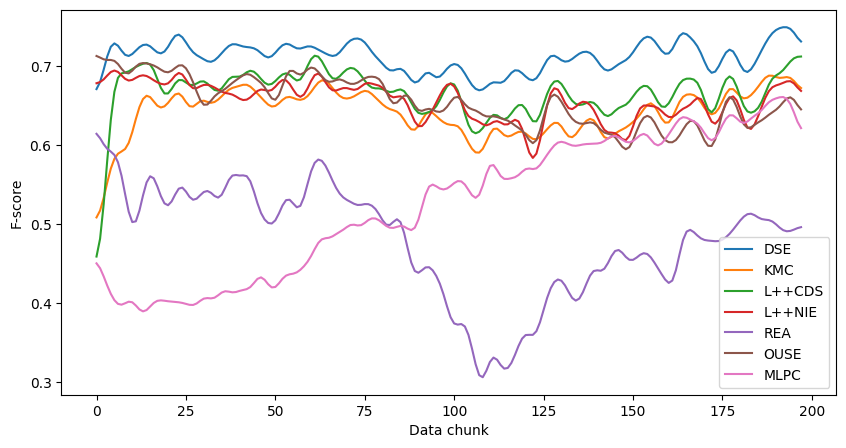 F-score
0.7
0.6
0.5
0.4
0.3
0
25
50
75
100
125
150
175
200
Data chunk
DSE
KMC
L++CDS
L++NIE
REA
OUSE
MLPC